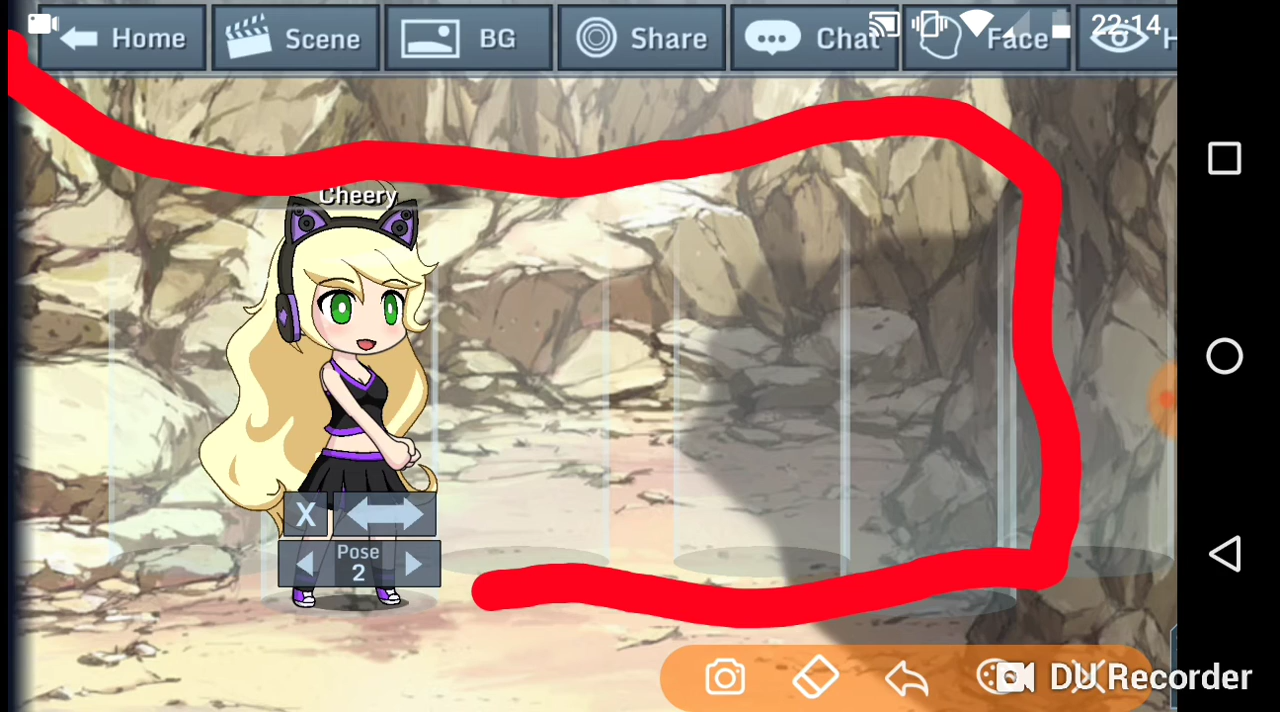 Home
Scene
BG
Share
Chat
Face
22:14
H
Cheery
X
Pose
2
DU Recorder